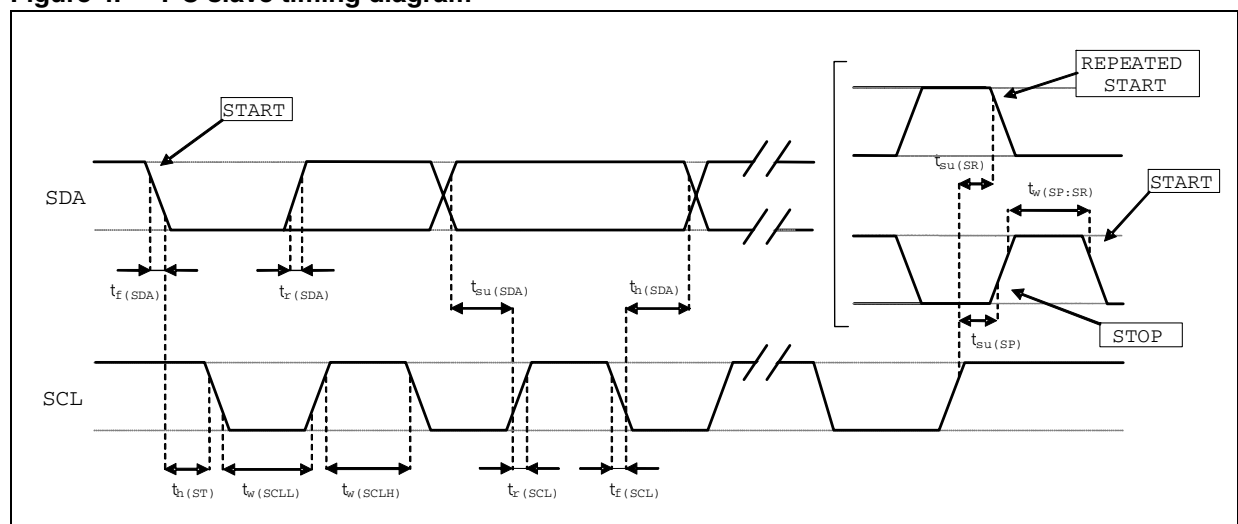 START
REPEATED
START
SDA
tsu(SR)
tw(SP:SR)
START
tf(SDA)
tr(SDA)
tsu(SDA)
th(SDA)
tsu(SP)
STOP
SCL
th(ST)
tw(SCLL)
tw(SCLH)
tr(SCL)
tf(SCL)